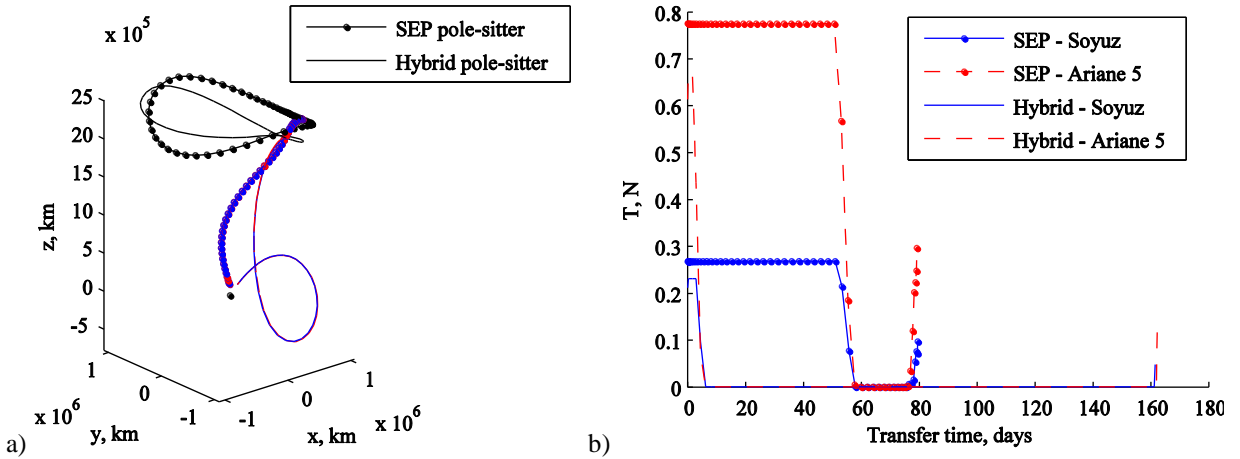 x 10^5
SEP pole-sitter
Hybrid pole-sitter
25
20
15
10
5
0
-5
z, km
1
0
-1
x 10^6
y, km
-1
0
1
x 10^6
x, km
a)
0.8
0.7
0.6
0.5
0.4
0.3
0.2
0.1
0
T, N
SEP - Soyuz
SEP - Ariane 5
Hybrid - Soyuz
Hybrid - Ariane 5
0 20 40 60 80 100 120 140 160 180
Transfer time, days
b)